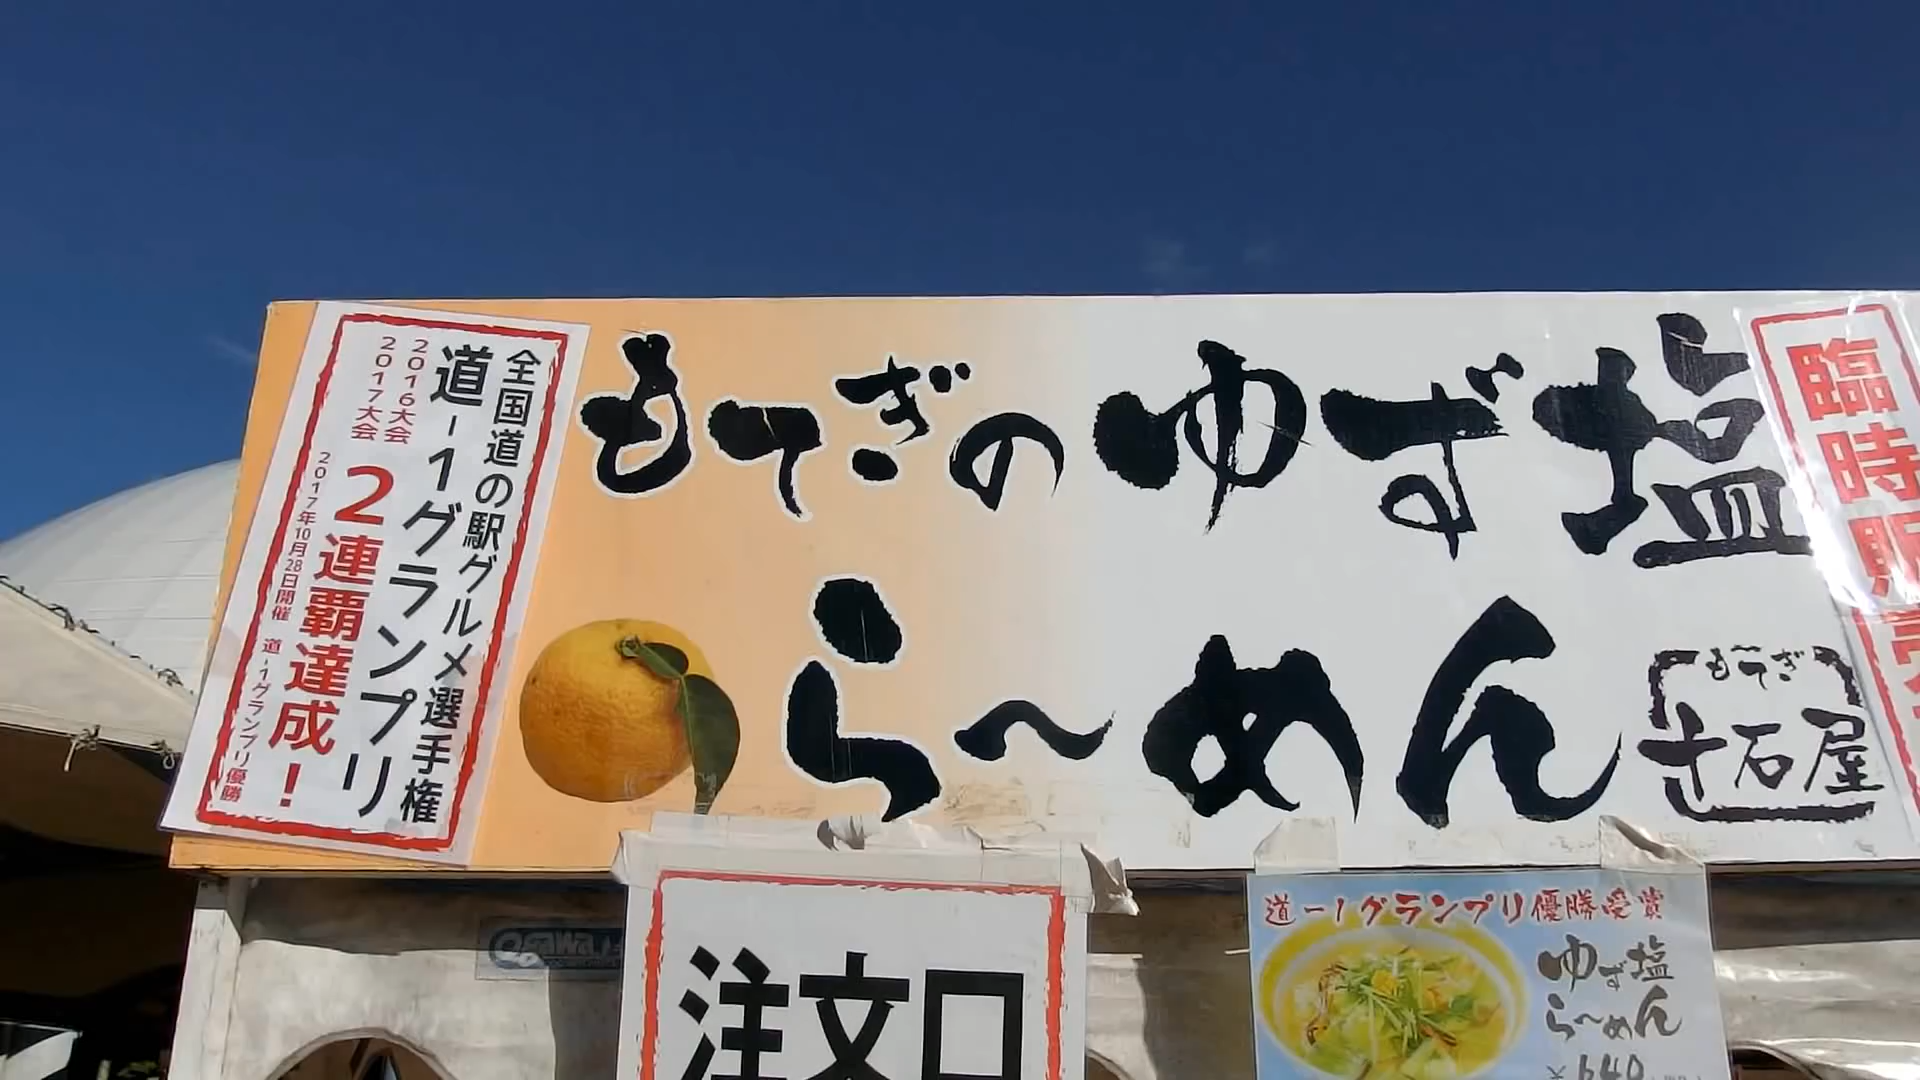 全国道の駅グルメ選手権
道-1グランプリ
2016大会
2017大会
2連覇達成！
2017年10月28日開催 道-1グランプリ優勝
もてぎのゆず塩
ら〜めん
もてぎ
十石屋
臨時販売
注文口
道-1グランプリ優勝受賞
ゆず塩
ら〜めん
¥640